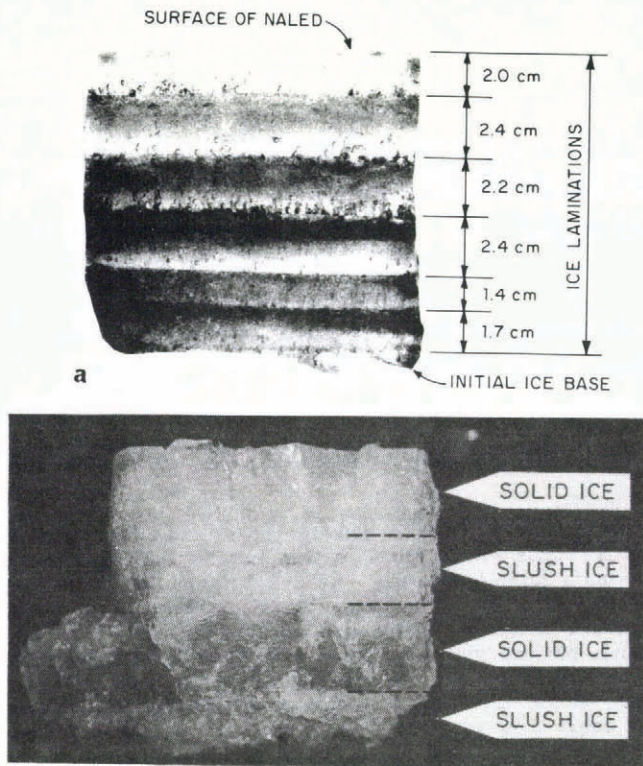 SURFACE OF NALED
2.0 cm
2.4 cm
2.2 cm
2.4 cm
1.4 cm
1.7 cm
ICE LAMINATIONS
a
INITIAL ICE BASE
SOLID ICE
SLUSH ICE
SOLID ICE
SLUSH ICE